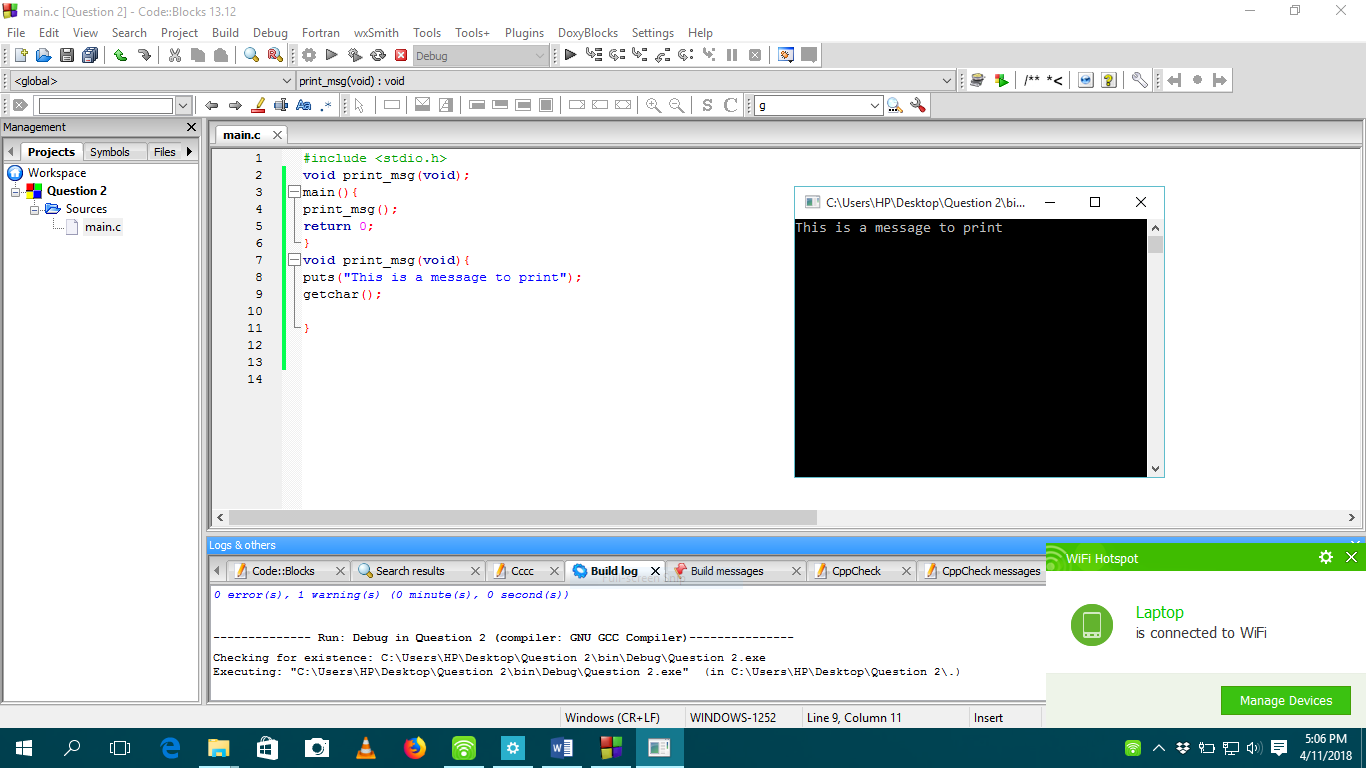 main.c [Question 2] - Code::Blocks 13.12
File Edit View Search Project Build Debug Fortran wxSmith Tools Tools+ Plugins DoxyBlocks Settings Help
Debug
<global> print_msg(void) : void /** *<
Aa .* S C g
Management
Projects Symbols Files
Workspace
Question 2
Sources
main.c
main.c
1 #include <stdio.h>
2 void print_msg(void);
3 main(){
4 print_msg();
5 return 0;
6 }
7 void print_msg(void){
8 puts("This is a message to print");
9 getchar();
10
11 }
12
13
14
C:\Users\HP\Desktop\Question 2\bi...
This is a message to print
Logs & others
Code::Blocks Search results Cccc Build log Build messages CppCheck CppCheck messages
0 error(s), 1 warning(s) (0 minute(s), 0 second(s))
-------------- Run: Debug in Question 2 (compiler: GNU GCC Compiler)---------------
Checking for existence: C:\Users\HP\Desktop\Question 2\bin\Debug\Question 2.exe
Executing: "C:\Users\HP\Desktop\Question 2\bin\Debug\Question 2.exe"  (in C:\Users\HP\Desktop\Question 2\.)
WiFi Hotspot
Laptop
is connected to WiFi
Manage Devices
Windows (CR+LF) WINDOWS-1252 Line 9, Column 11 Insert
5:06 PM
4/11/2018